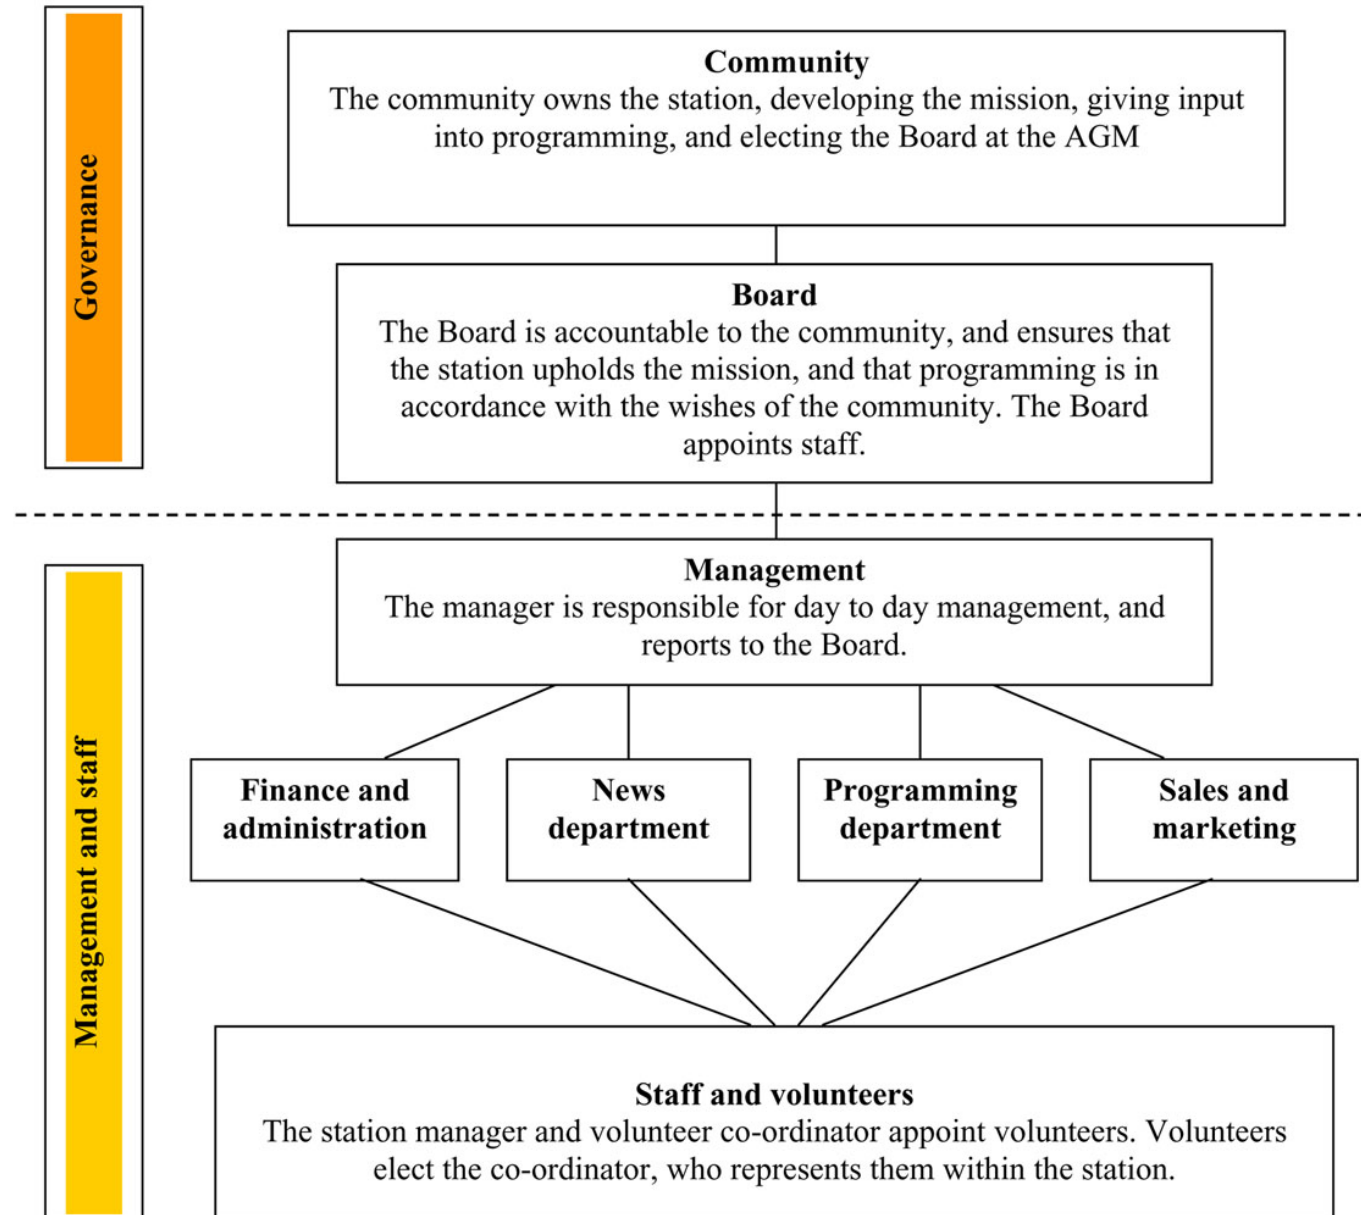 Governance
Community
The community owns the station, developing the mission, giving input
into programming, and electing the Board at the AGM
Board
The Board is accountable to the community, and ensures that
the station upholds the mission, and that programming is in
accordance with the wishes of the community. The Board
appoints staff.
Management and staff
Management
The manager is responsible for day to day management, and
reports to the Board.
Finance and
administration
News
department
Programming
department
Sales and
marketing
Staff and volunteers
The station manager and volunteer co-ordinator appoint volunteers. Volunteers
elect the co-ordinator, who represents them within the station.